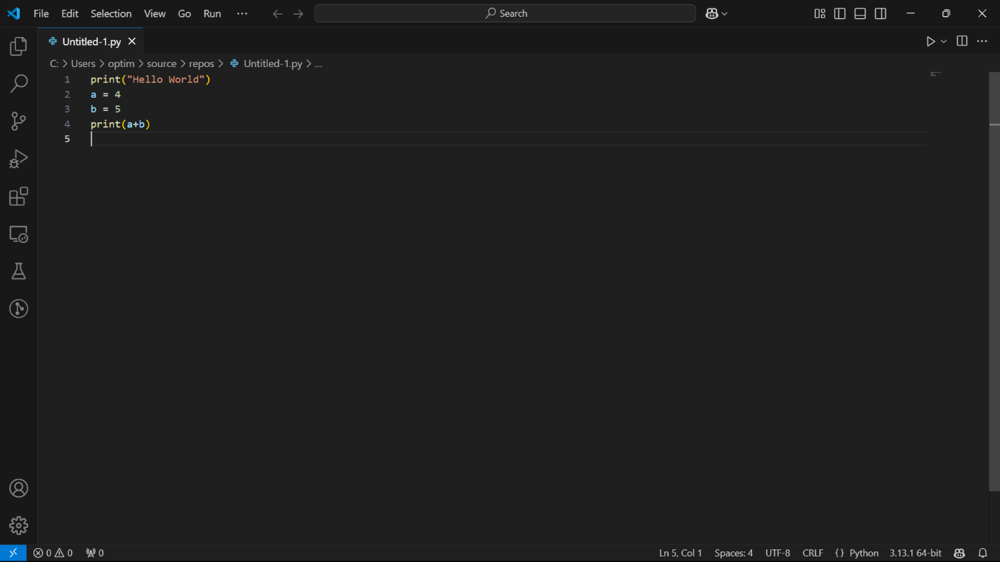 File Edit Selection View Go Run ... Search
Untitled-1.py
C: > Users > optim > source > repos > Untitled-1.py > ...
1 print("Hello World")
2 a = 4
3 b = 5
4 print(a+b)
5
0 0 0 Ln 5, Col 1 Spaces: 4 UTF-8 CRLF {} Python 3.13.1 64-bit